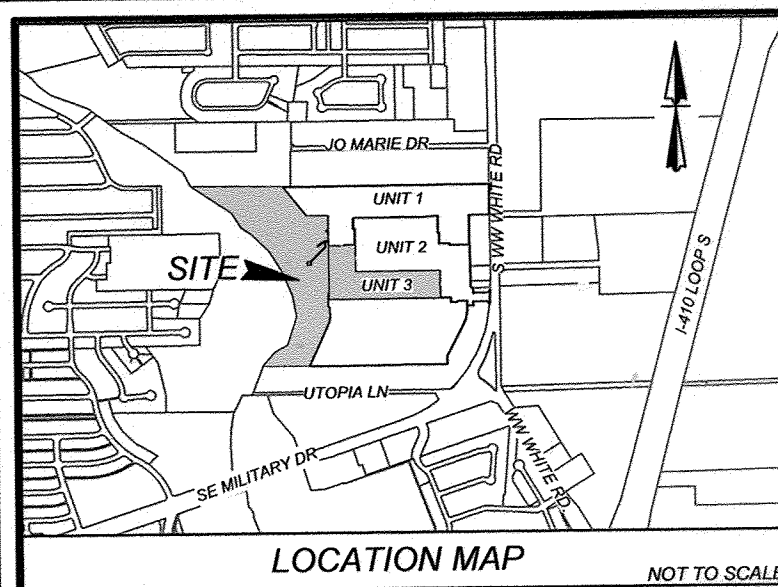 JO MARIE DR
UNIT 1
S WW WHITE RD
UNIT 2
SITE
UNIT 3
I-410 LOOP S
UTOPIA LN
WW WHITE RD.
SE MILITARY DR
LOCATION MAP
NOT TO SCALE